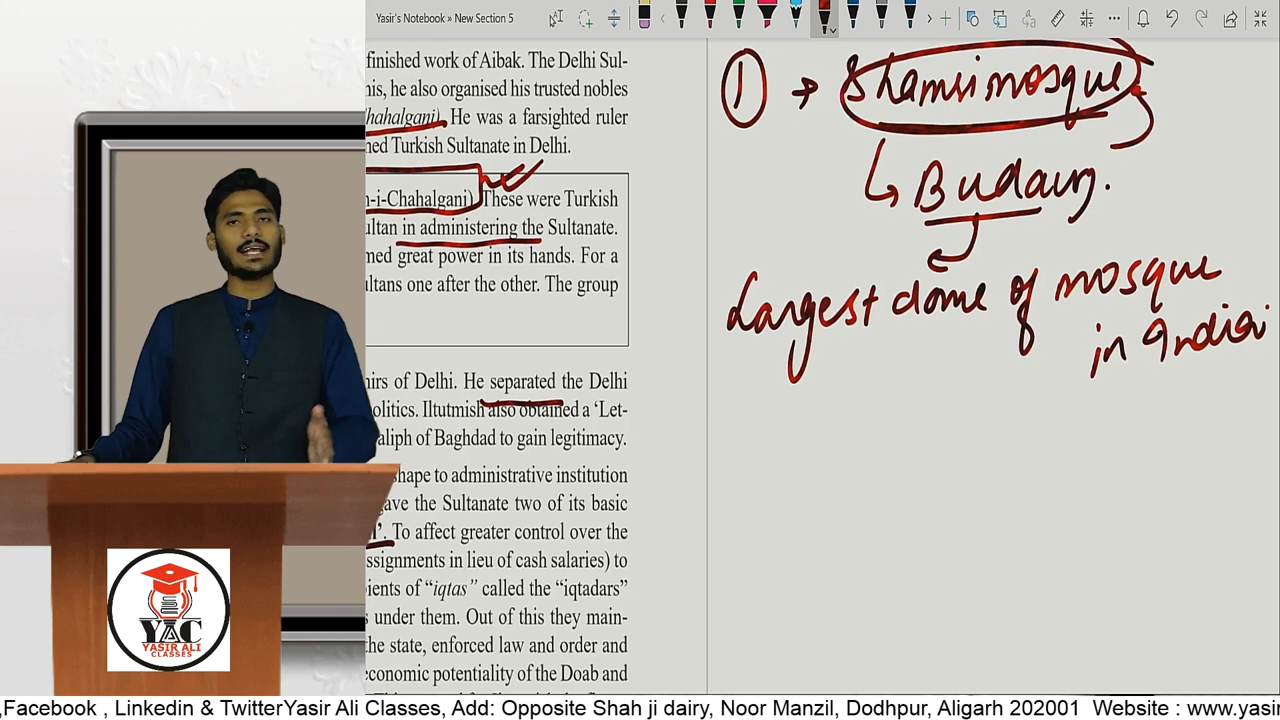 Yasir's Notebook » New Section 5
finished work of Aibak. The Delhi Sul-
his, he also organised his trusted nobles
hahalgani). He was a farsighted ruler
ned Turkish Sultanate in Delhi.
n-i-Chahalgani) These were Turkish
ultan in administering the Sultanate.
med great power in its hands. For a
ultans one after the other. The group
airs of Delhi. He separated the Delhi
olitics. Iltutmish also obtained a ‘Let-
aliph of Baghdad to gain legitimacy.
shape to administrative institution
ave the Sultanate two of its basic
’. To affect greater control over the
ssignments in lieu of cash salaries) to
pients of “iqtas” called the “iqtadars”
s under them. Out of this they main-
the state, enforced law and order and
economic potentiality of the Doab and
1 → Shamsi mosque
Budaun.
Largest dome of mosque
in India
YAC
YASIR ALI
CLASSES
,Facebook , Linkedin & TwitterYasir Ali Classes, Add: Opposite Shah ji dairy, Noor Manzil, Dodhpur, Aligarh 202001 Website : www.yasir